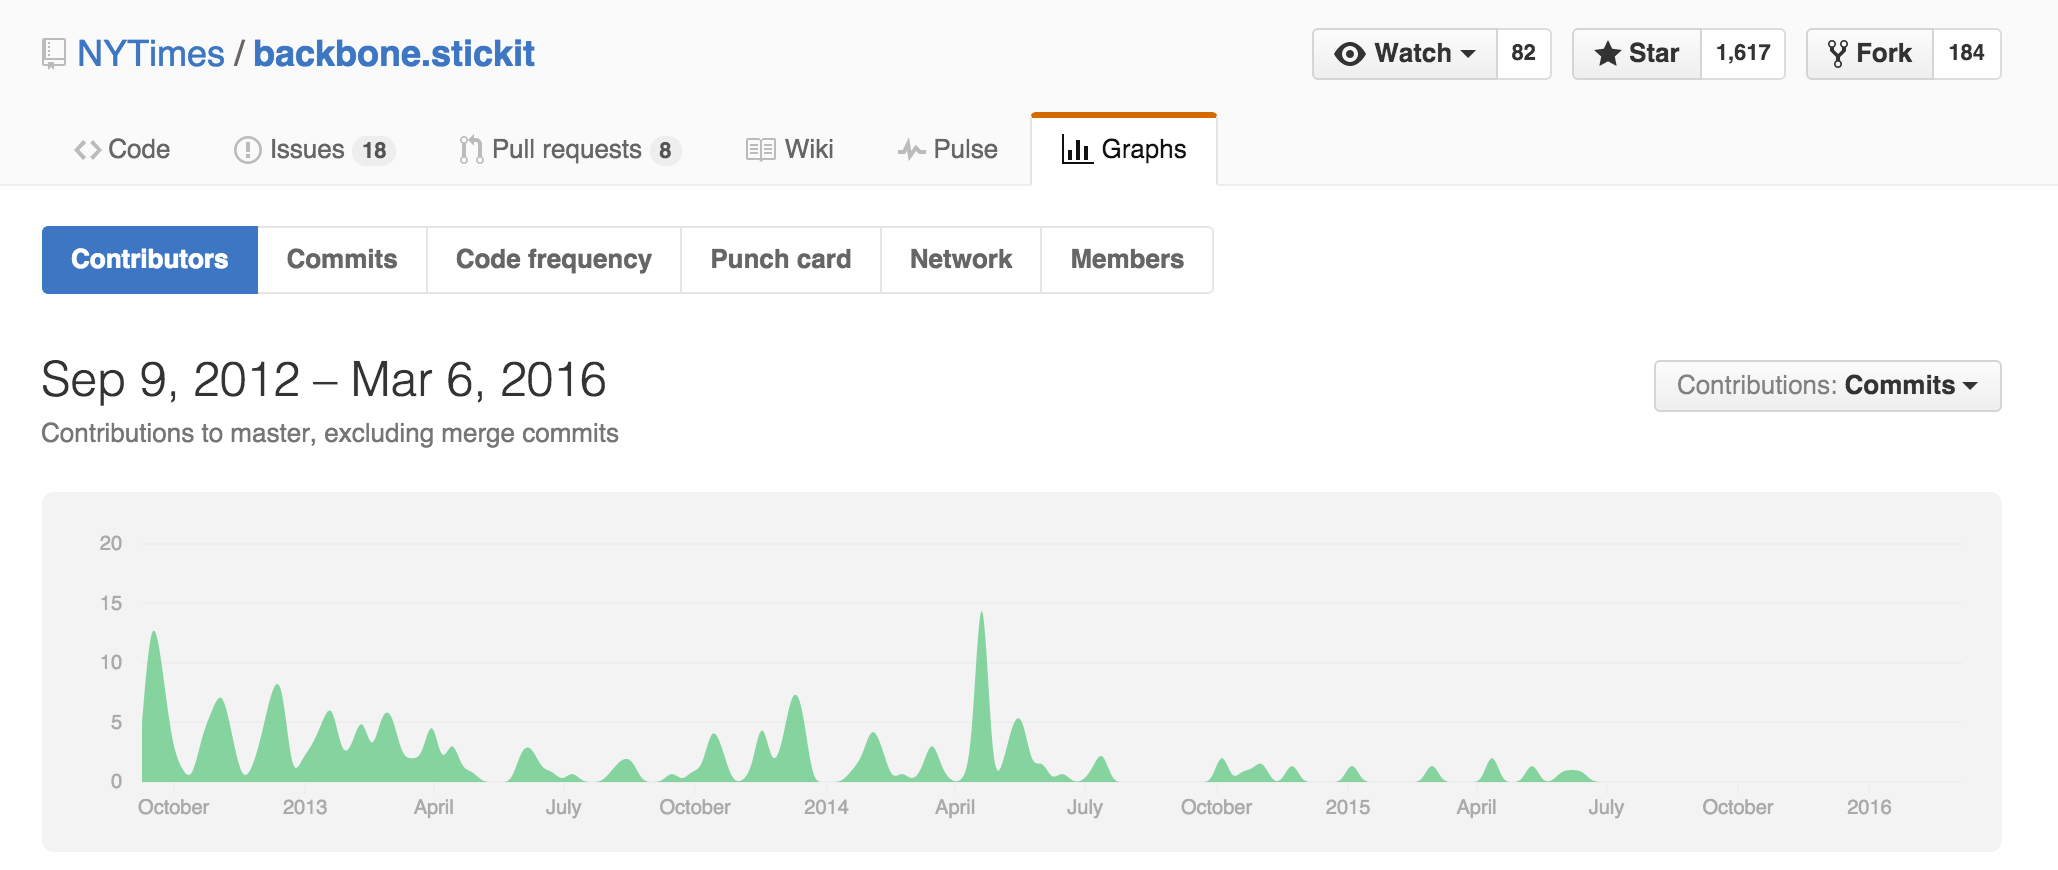 NYTimes / backbone.stickit
Watch 82 Star 1,617 Fork 184
Code Issues 18 Pull requests 8 Wiki Pulse Graphs
Contributors Commits Code frequency Punch card Network Members
Sep 9, 2012 – Mar 6, 2016
Contributions: Commits
Contributions to master, excluding merge commits
20
15
10
5
0
October 2013 April July October 2014 April July October 2015 April July October 2016